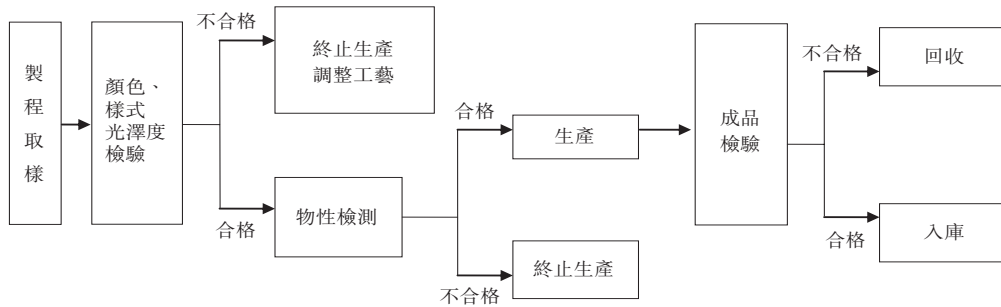 製
程
取
樣
顏色、
樣式
光澤度
檢驗
不合格
終止生產
調整工藝
合格
物性檢測
合格
生產
不合格
終止生產
成品
檢驗
不合格
回收
合格
入庫